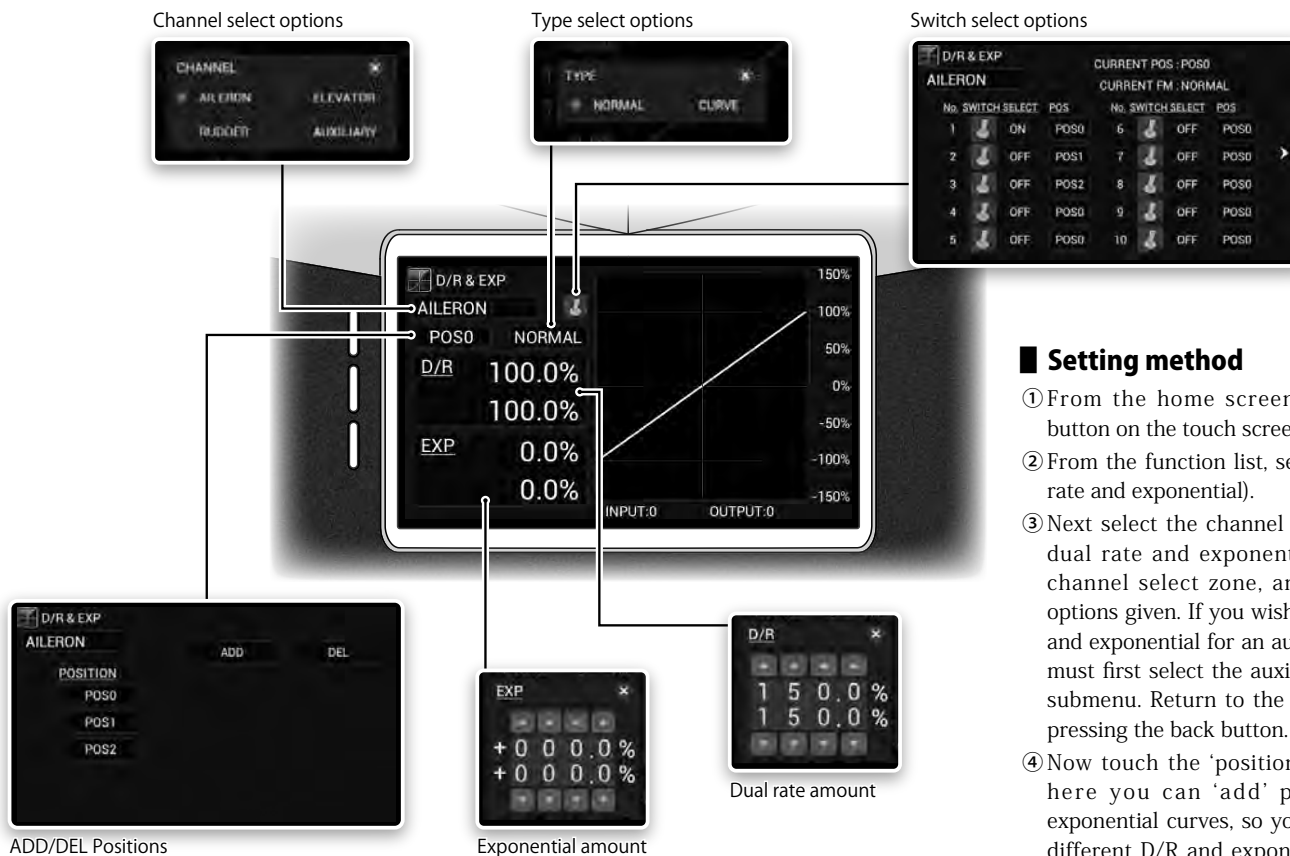 Channel select options
Type select options
Switch select options
CHANNEL
AILERON ELEVATOR
RUDDER AUXILIARY
TYPE
NORMAL CURVE
D/R & EXP
CURRENT POS : POS0
AILERON
CURRENT FM : NORMAL
No. SWITCH SELECT POS No. SWITCH SELECT POS
1 ON POS0 6 OFF POS0
2 OFF POS1 7 OFF POS0
3 OFF POS2 8 OFF POS0
4 OFF POS0 9 OFF POS0
5 OFF POS0 10 OFF POS0
D/R & EXP
AILERON
POS0 NORMAL
D/R 100.0%
100.0%
EXP 0.0%
0.0%
150%
100%
50%
0%
-50%
-100%
-150%
INPUT:0 OUTPUT:0
Setting method
①From the home screen
button on the touch scree
②From the function list, se
rate and exponential).
③Next select the channel
dual rate and exponent
channel select zone, an
options given. If you wish
and exponential for an au
must first select the auxi
submenu. Return to the
pressing the back button.
④Now touch the ‘position
here you can ‘add’ p
exponential curves, so yo
different D/R and expon
D/R & EXP
AILERON
ADD DEL
POSITION
POS0
POS1
POS2
ADD/DEL Positions
EXP
+ 0 0 0.0 %
+ 0 0 0.0 %
Exponential amount
D/R
1 5 0.0 %
1 5 0.0 %
Dual rate amount